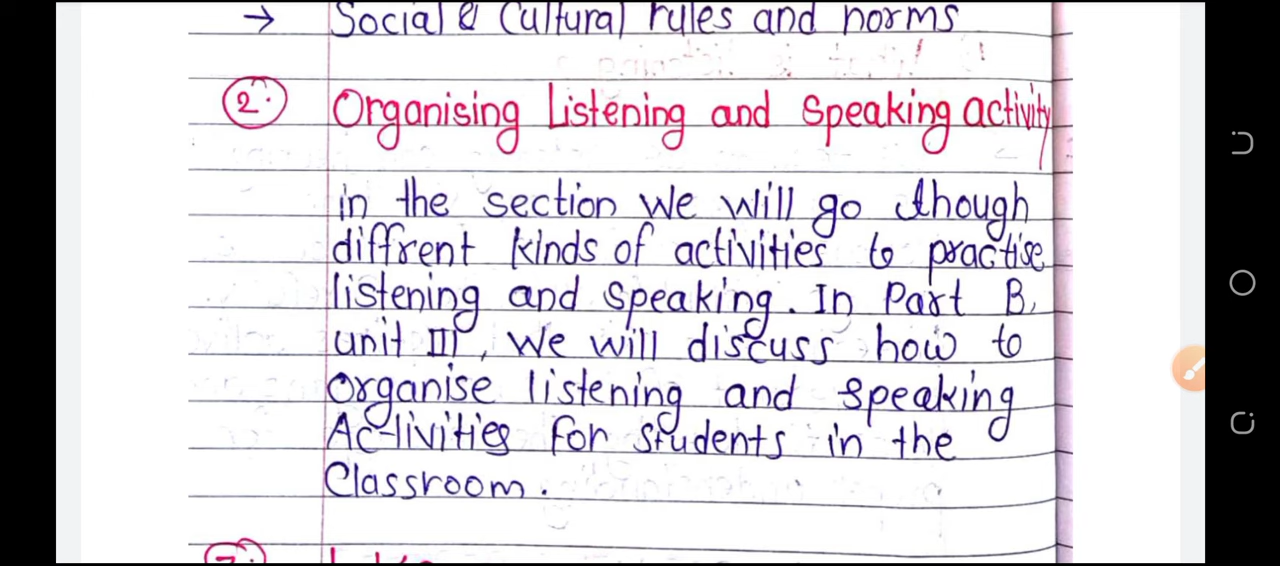 → Social & Cultural rules and norms
2. Organising Listening and Speaking activity
in the section we will go though
diffrent kinds of activities to practise
listening and speaking. In Part B,
unit III, we will discuss how to
Organise listening and speaking
Activities for students in the
Classroom.